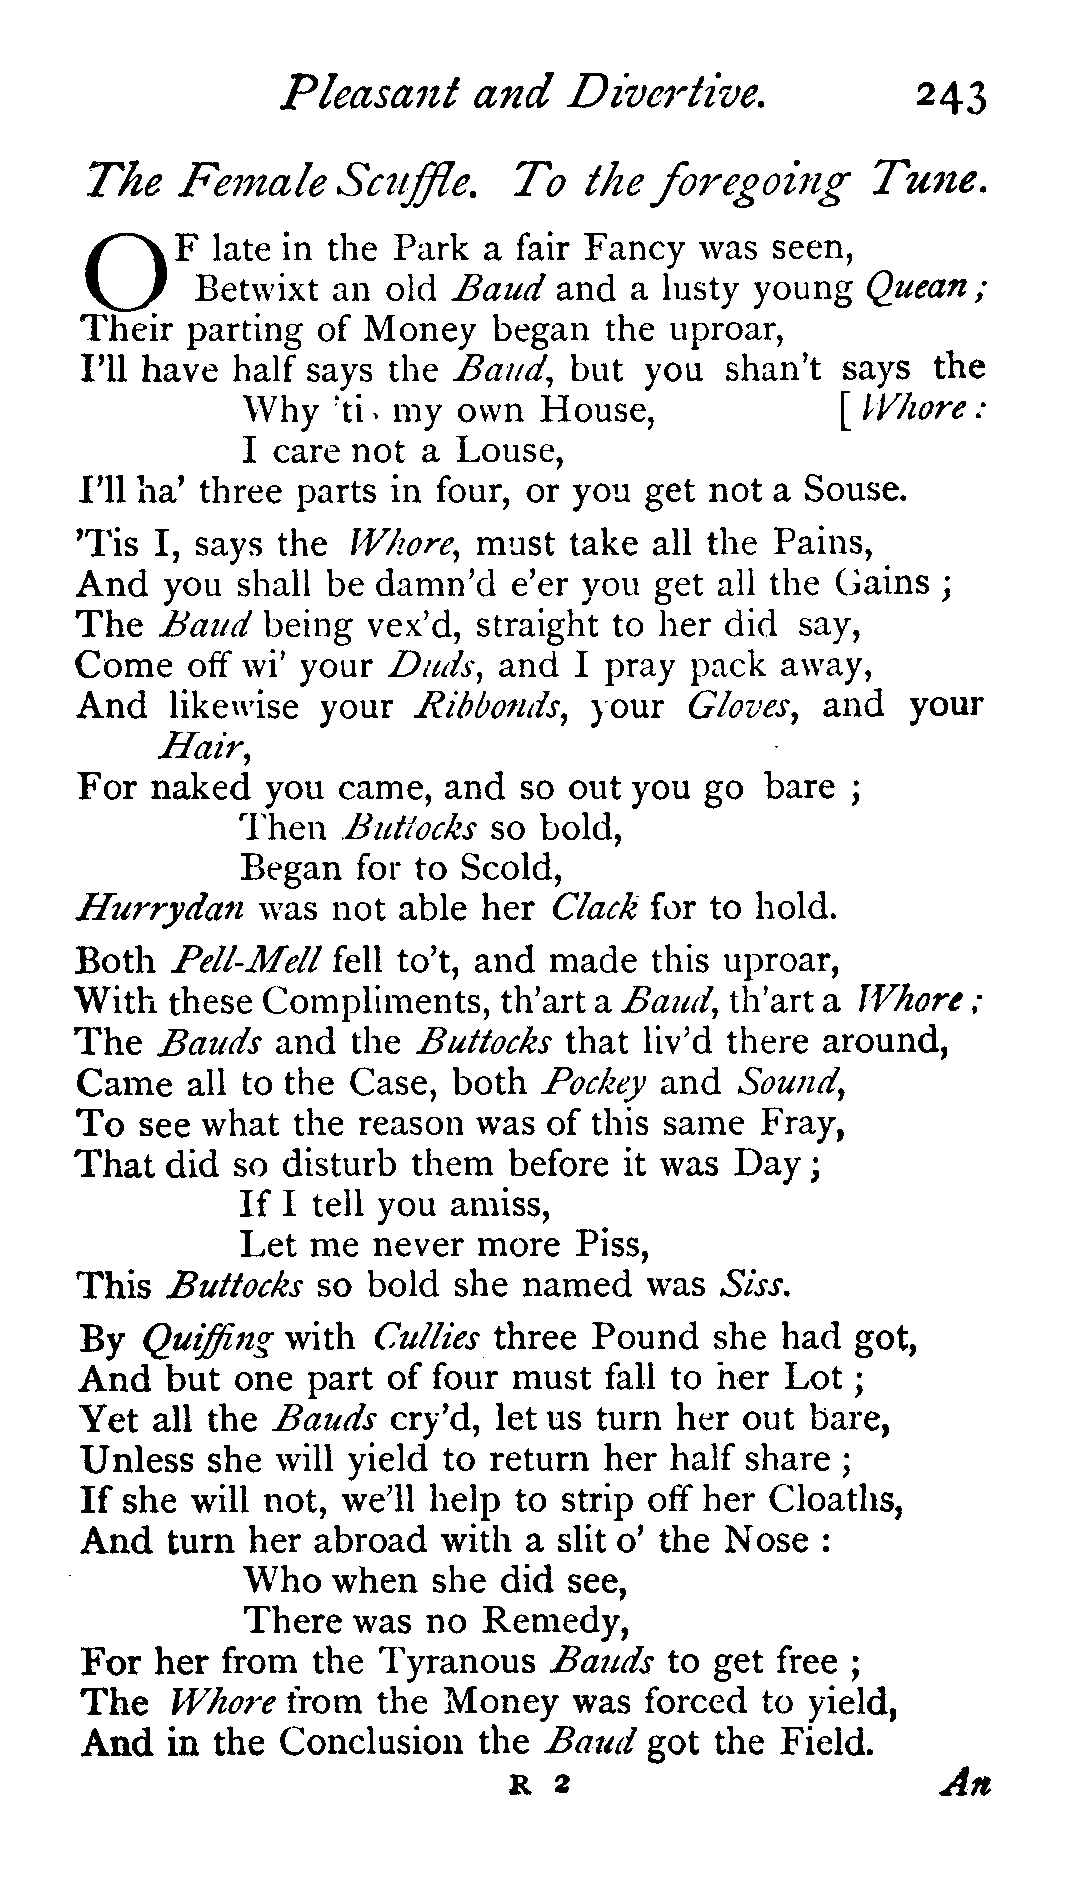 Pleasant and Divertive. 243
The Female Scuffle. To the foregoing Tune.
OF late in the Park a fair Fancy was seen,
Betwixt an old Baud and a lusty young Quean;
Their parting of Money began the uproar,
I'll have half says the Baud, but you shan't says the
Why 'tis my own House, [Whore:
I care not a Louse,
I'll ha' three parts in four, or you get not a Souse.
'Tis I, says the Whore, must take all the Pains,
And you shall be damn'd e'er you get all the Gains;
The Baud being vex'd, straight to her did say,
Come off wi' your Duds, and I pray pack away,
And likewise your Ribbonds, your Gloves, and your
Hair,
For naked you came, and so out you go bare;
Then Buttocks so bold,
Began for to Scold,
Hurrydan was not able her Clack for to hold.
Both Pell-Mell fell to't, and made this uproar,
With these Compliments, th'art a Baud, th'art a Whore;
The Bauds and the Buttocks that liv'd there around,
Came all to the Case, both Pockey and Sound,
To see what the reason was of this same Fray,
That did so disturb them before it was Day;
If I tell you amiss,
Let me never more Piss,
This Buttocks so bold she named was Siss.
By Quiffing with Cullies three Pound she had got,
And but one part of four must fall to her Lot;
Yet all the Bauds cry'd, let us turn her out bare,
Unless she will yield to return her half share;
If she will not, we'll help to strip off her Cloaths,
And turn her abroad with a slit o' the Nose:
Who when she did see,
There was no Remedy,
For her from the Tyranous Bauds to get free;
The Whore from the Money was forced to yield,
And in the Conclusion the Baud got the Field.
R 2 An